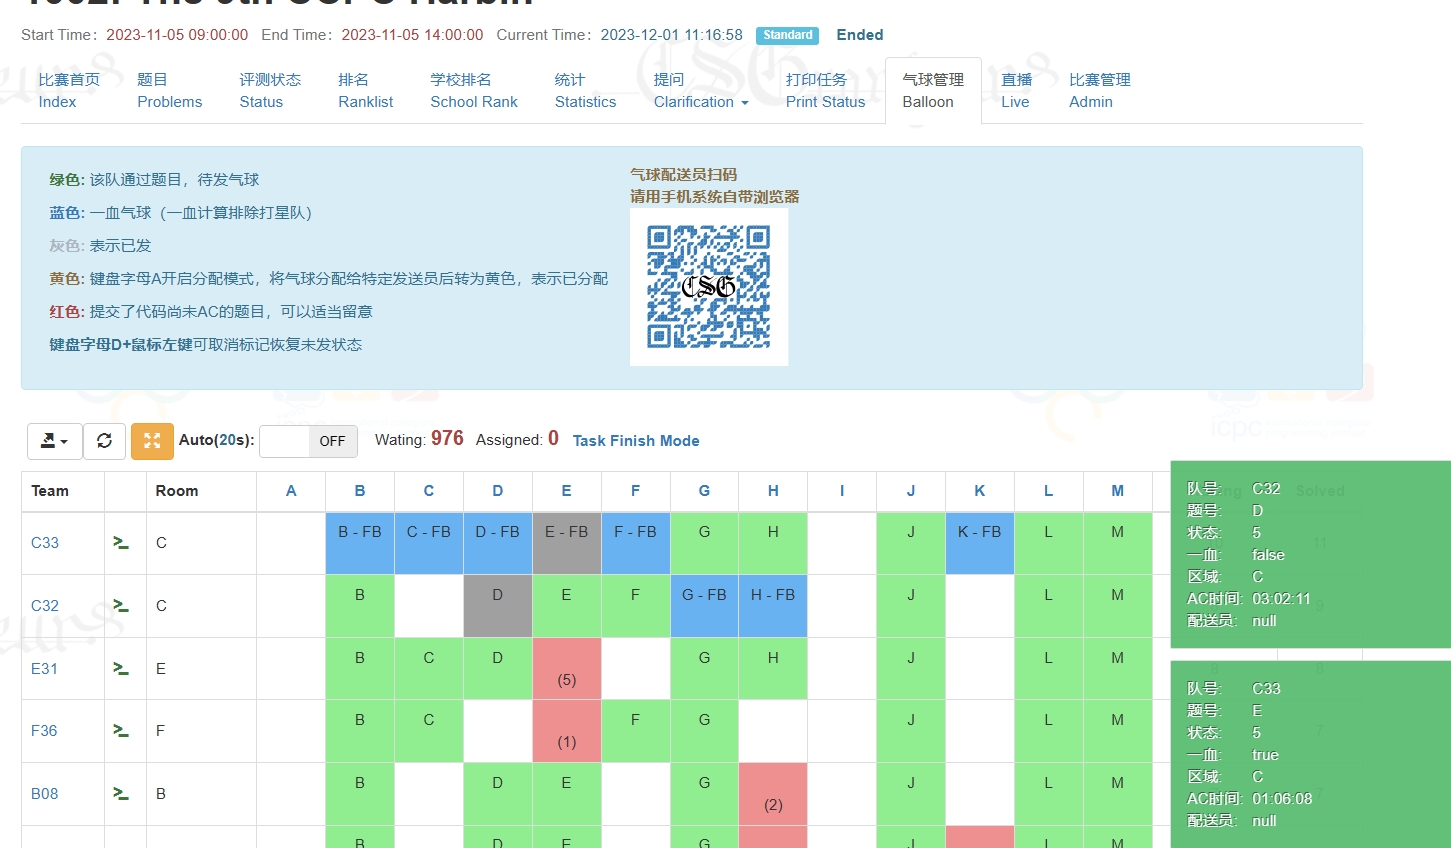 Start Time： 2023-11-05 09:00:00 End Time： 2023-11-05 14:00:00 Current Time： 2023-12-01 11:16:58 Standard Ended
比赛首页 题目 评测状态 排名 学校排名 统计 提问 打印任务 气球管理 直播 比赛管理
Index Problems Status Ranklist School Rank Statistics Clarification Print Status Balloon Live Admin
绿色: 该队通过题目，待发气球
蓝色: 一血气球（一血计算排除打星队）
灰色: 表示已发
黄色: 键盘字母A开启分配模式，将气球分配给特定发送员后转为黄色，表示已分配
红色: 提交了代码尚未AC的题目，可以适当留意
键盘字母D+鼠标左键可取消标记恢复未发状态
气球配送员扫码
请用手机系统自带浏览器
CSG
Auto(20s): OFF Wating: 976 Assigned: 0 Task Finish Mode
Team Room A B C D E F G H I J K L M Solved
C33 C B - FB C - FB D - FB E - FB F - FB G H J K - FB L M 11
C32 C B D E F G - FB H - FB J L M 9
E31 E B C D (5) G H J L M 8 8
F36 F B C (1) F G J L M 7
B08 B B D E G (2) J L M 7
B D E G J L M
队号: C32
题号: D
状态: 5
一血: false
区域: C
AC时间: 03:02:11
配送员: null
队号: C33
题号: E
状态: 5
一血: true
区域: C
AC时间: 01:06:08
配送员: null